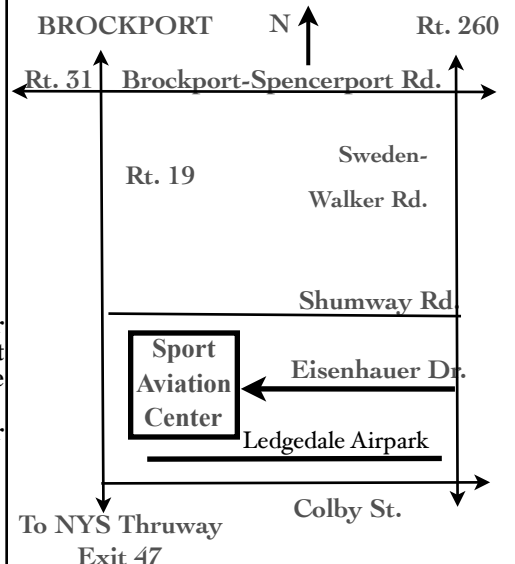 BROCKPORT N Rt. 260
Rt. 31 Brockport-Spencerport Rd.
Sweden-
Rt. 19
Walker Rd.
Shumway Rd.
Sport
Aviation
Center
Eisenhauer Dr.
Ledgedale Airpark
Colby St.
To NYS Thruway
Exit 47